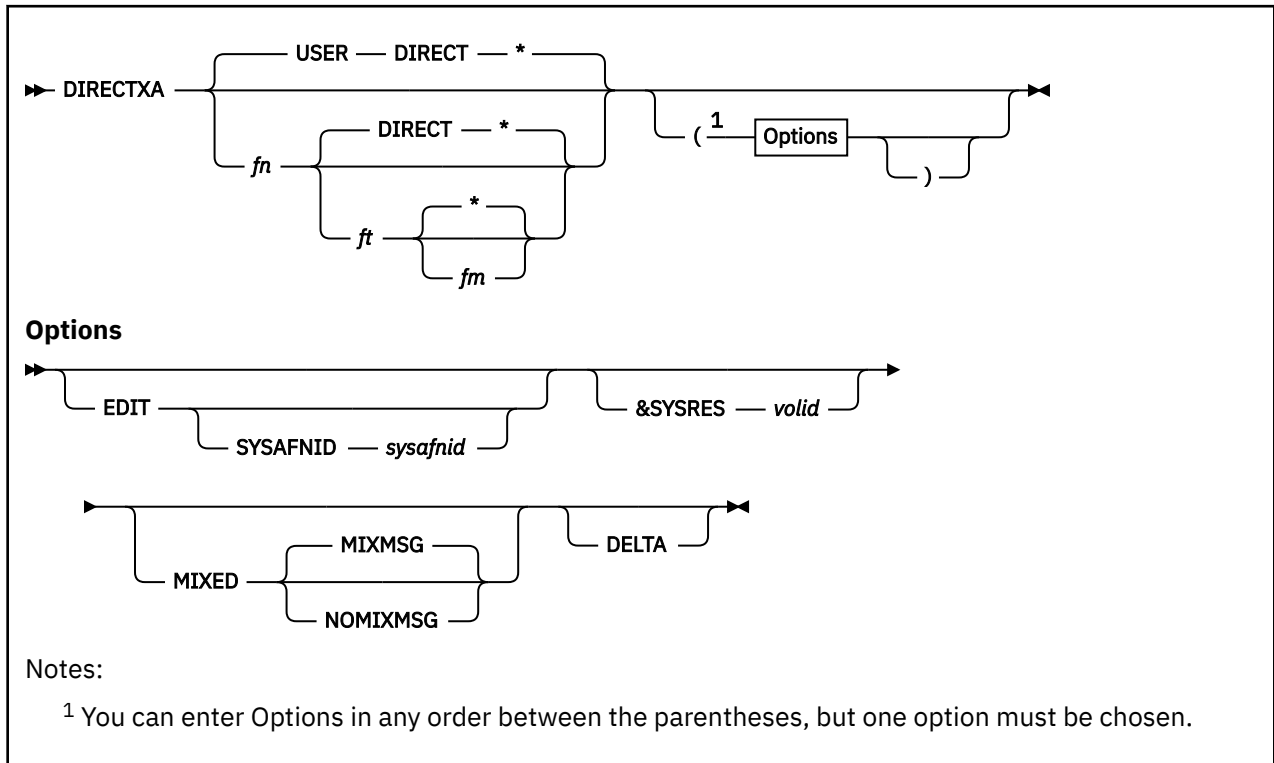 USER DIRECT *
DIRECTXA
( 1 Options
DIRECT *
fn
)
*
ft
fm
Options
EDIT
&SYSRES volid
SYSAFNID sysafnid
MIXMSG
DELTA
MIXED
NOMIXMSG
Notes:
1 You can enter Options in any order between the parentheses, but one option must be chosen.